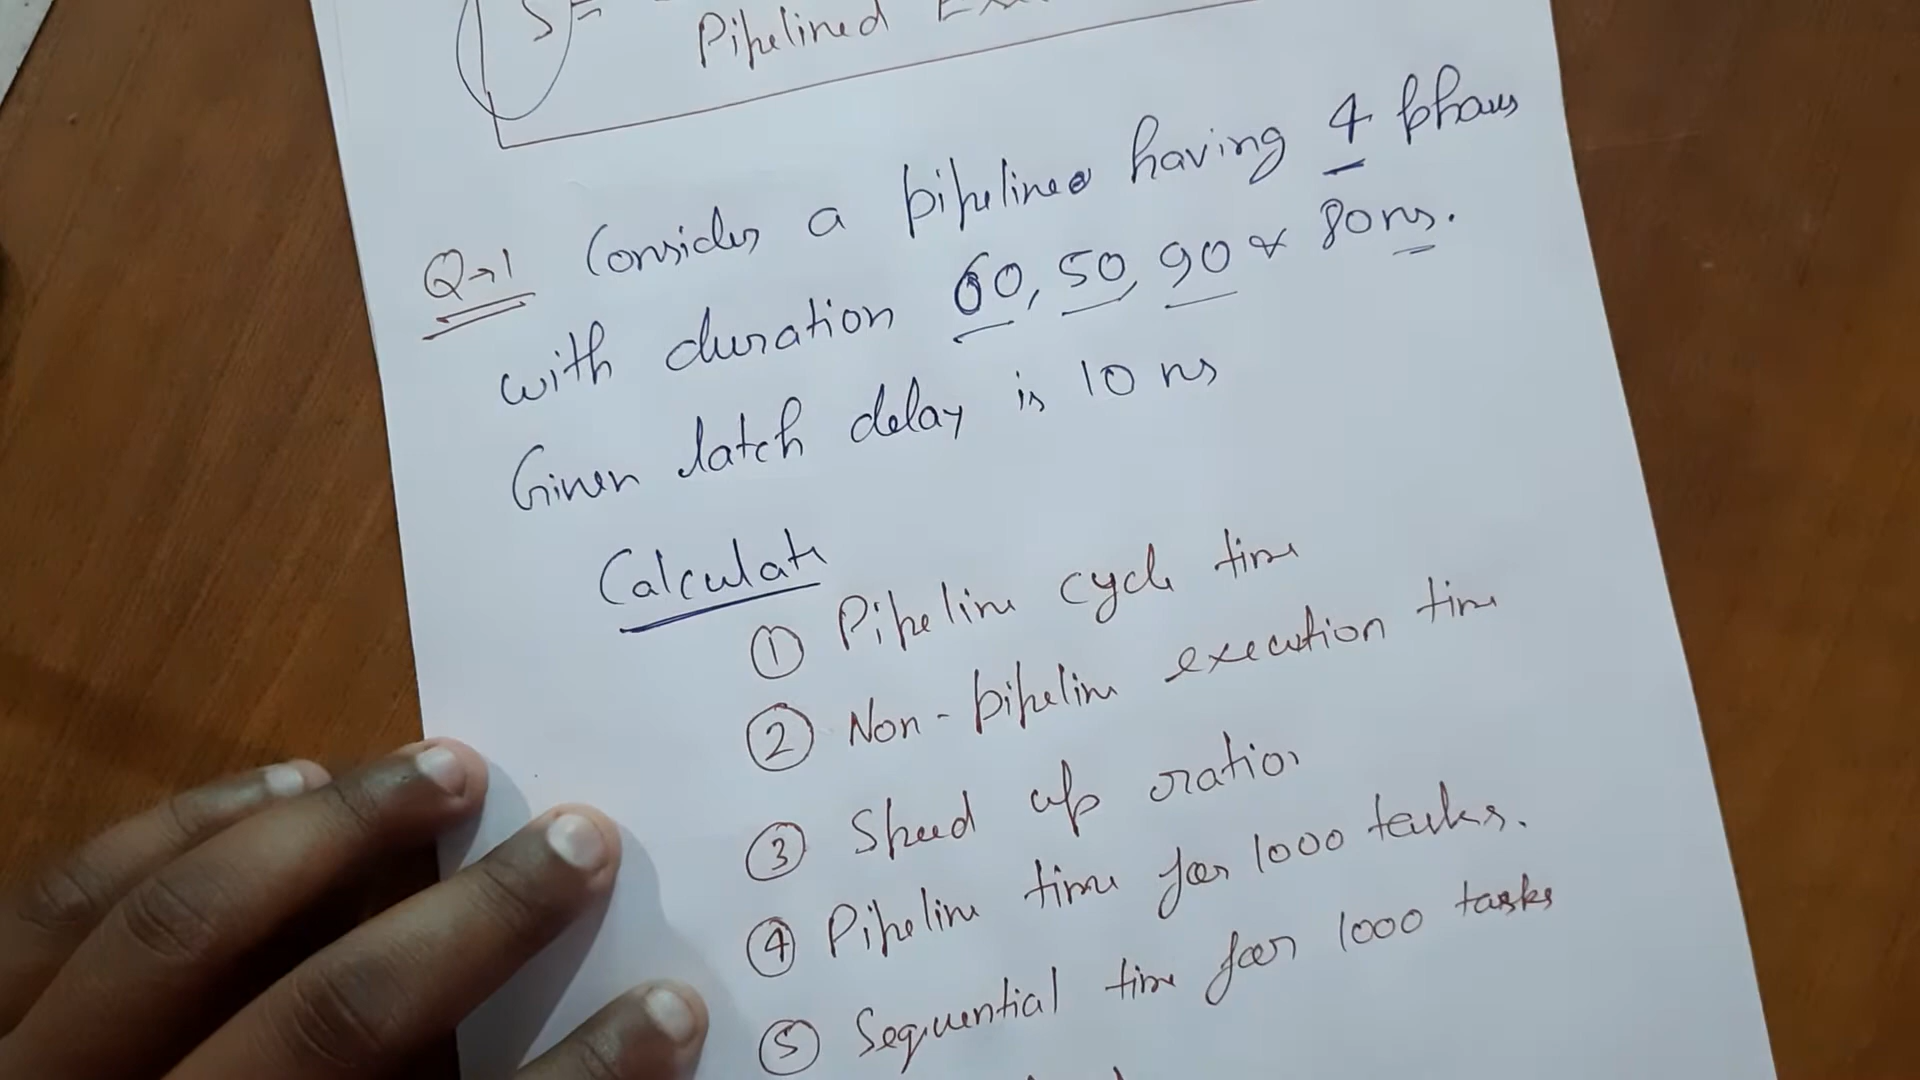 S =
Pipelined
Q→1 Consider a pipeline having 4 phases
with duration 60, 50, 90 & 80 ns.
Given latch delay is 10 ns
Calculate
① Pipeline cycle time
② Non-pipeline execution time
③ Speed up ratio
④ Pipeline time for 1000 tasks.
⑤ Sequential time for 1000 tasks